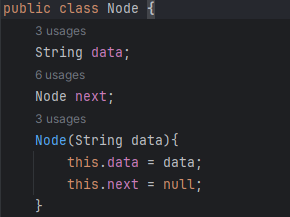 public class Node {
3 usages
String data;
6 usages
Node next;
3 usages
Node(String data){
this.data = data;
this.next = null;
}